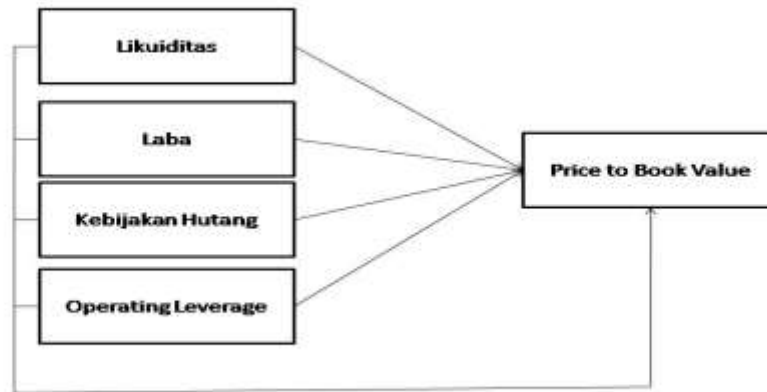 Likuiditas
Laba
Kebijakan Hutang
Operating Leverage
Price to Book Value